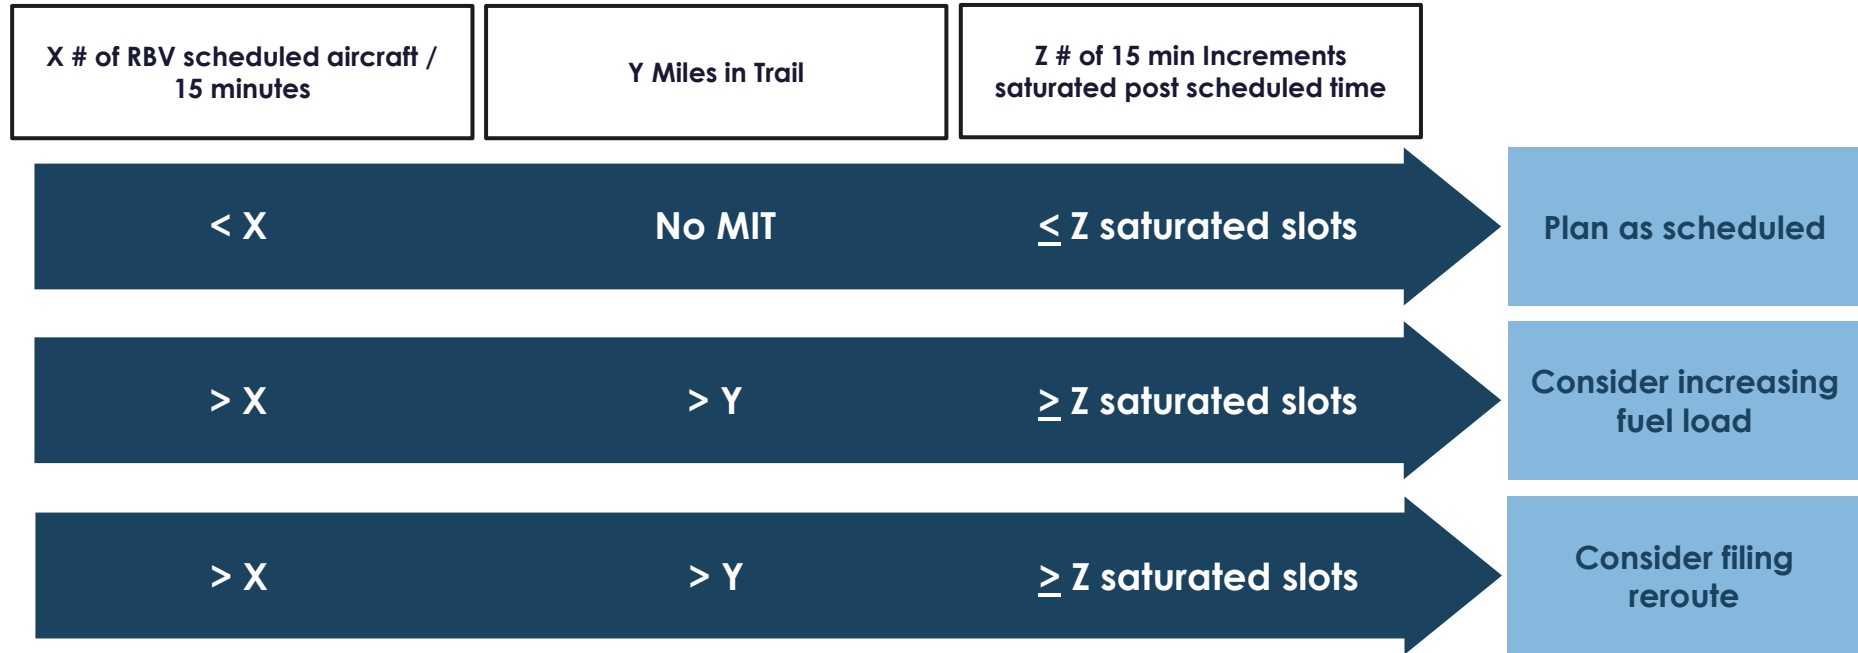 X # of RBV scheduled aircraft /
15 minutes
Y Miles in Trail
Z # of 15 min Increments
saturated post scheduled time
< X
No MIT
≤ Z saturated slots
Plan as scheduled
> X
> Y
≥ Z saturated slots
Consider increasing
fuel load
> X
> Y
≥ Z saturated slots
Consider filing
reroute